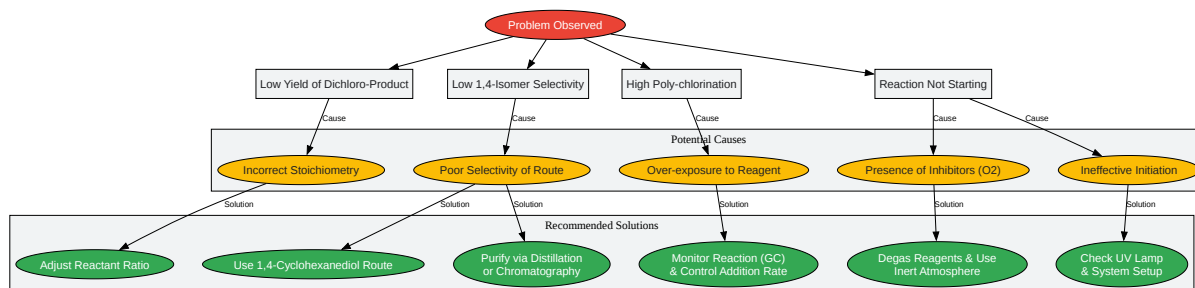 Problem Observed
Low Yield of Dichloro-Product
Low 1,4-Isomer Selectivity
High Poly-chlorination
Reaction Not Starting
Cause
Cause
Cause
Cause
Cause
Potential Causes
Incorrect Stoichiometry
Poor Selectivity of Route
Over-exposure to Reagent
Presence of Inhibitors (O2)
Ineffective Initiation
Solution
Solution
Solution
Solution
Solution
Solution
Recommended Solutions
Adjust Reactant Ratio
Use 1,4-Cyclohexanediol Route
Purify via Distillation
or Chromatography
Monitor Reaction (GC)
& Control Addition Rate
Degas Reagents & Use
Inert Atmosphere
Check UV Lamp
& System Setup